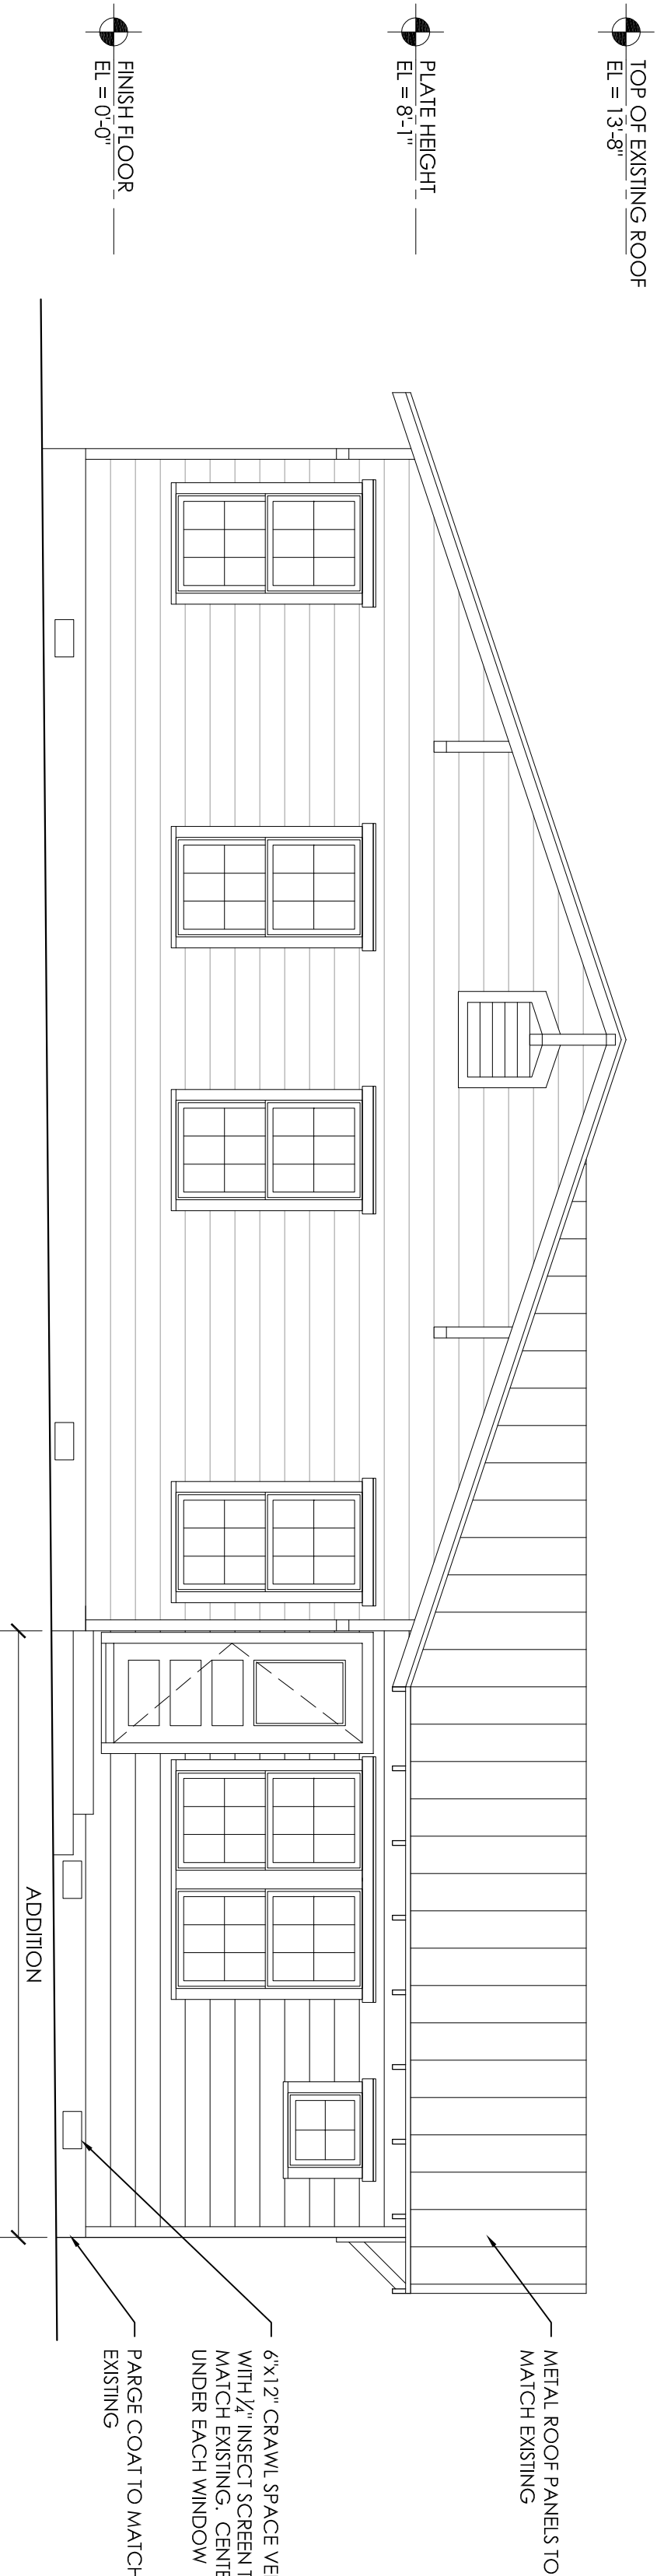 TOP OF EXISTING ROOF
EL = 13'-8"
PLATE HEIGHT
EL = 8'-1"
FINISH FLOOR
EL = 0'-0"
METAL ROOF PANELS TO
MATCH EXISTING
6"x12" CRAWL SPACE
WITH ¼" INSECT SCREEN
MATCH EXISTING.
UNDER EACH WINDOW
PARGE COAT TO MATCH
EXISTING
ADDITION